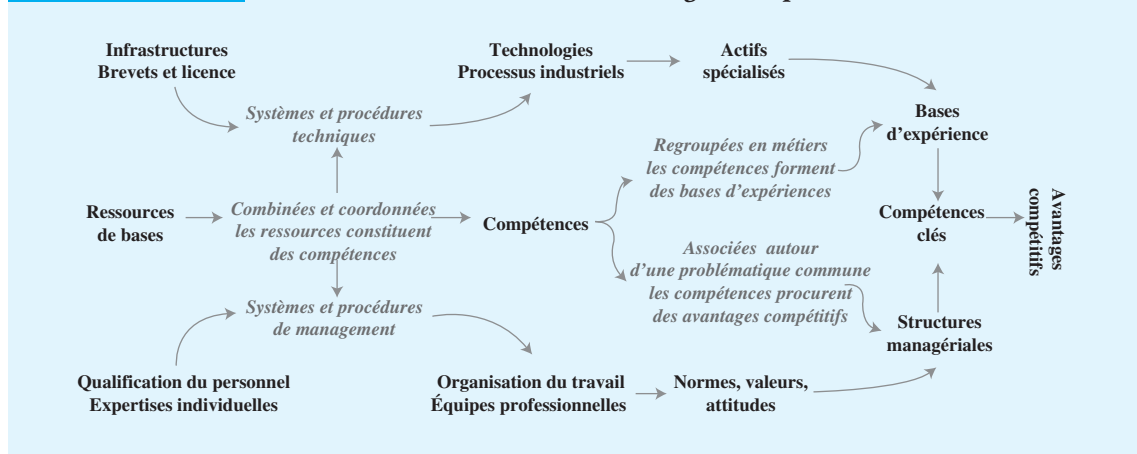 Infrastructures
Brevets et licence
Technologies
Processus industriels
Actifs
spécialisés
Systèmes et procédures
techniques
Bases
d'expérience
Regroupées en métiers
les compétences forment
des bases d'expériences
Ressources
de bases
Combinées et coordonnées
les ressources constituent
des compétences
Compétences
Compétences
clés
Avantages
compétitifs
Associées autour
d'une problématique commune
les compétences procurent
des avantages compétitifs
Systèmes et procédures
de management
Structures
managériales
Qualification du personnel
Expertises individuelles
Organisation du travail
Équipes professionnelles
Normes, valeurs,
attitudes